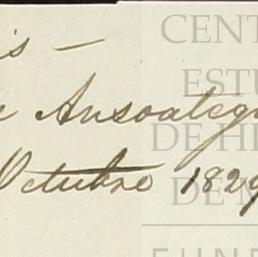 is —
e Ansoategu
Octubre 1829
CENT
ESTU
DE HI
DE M
FUND